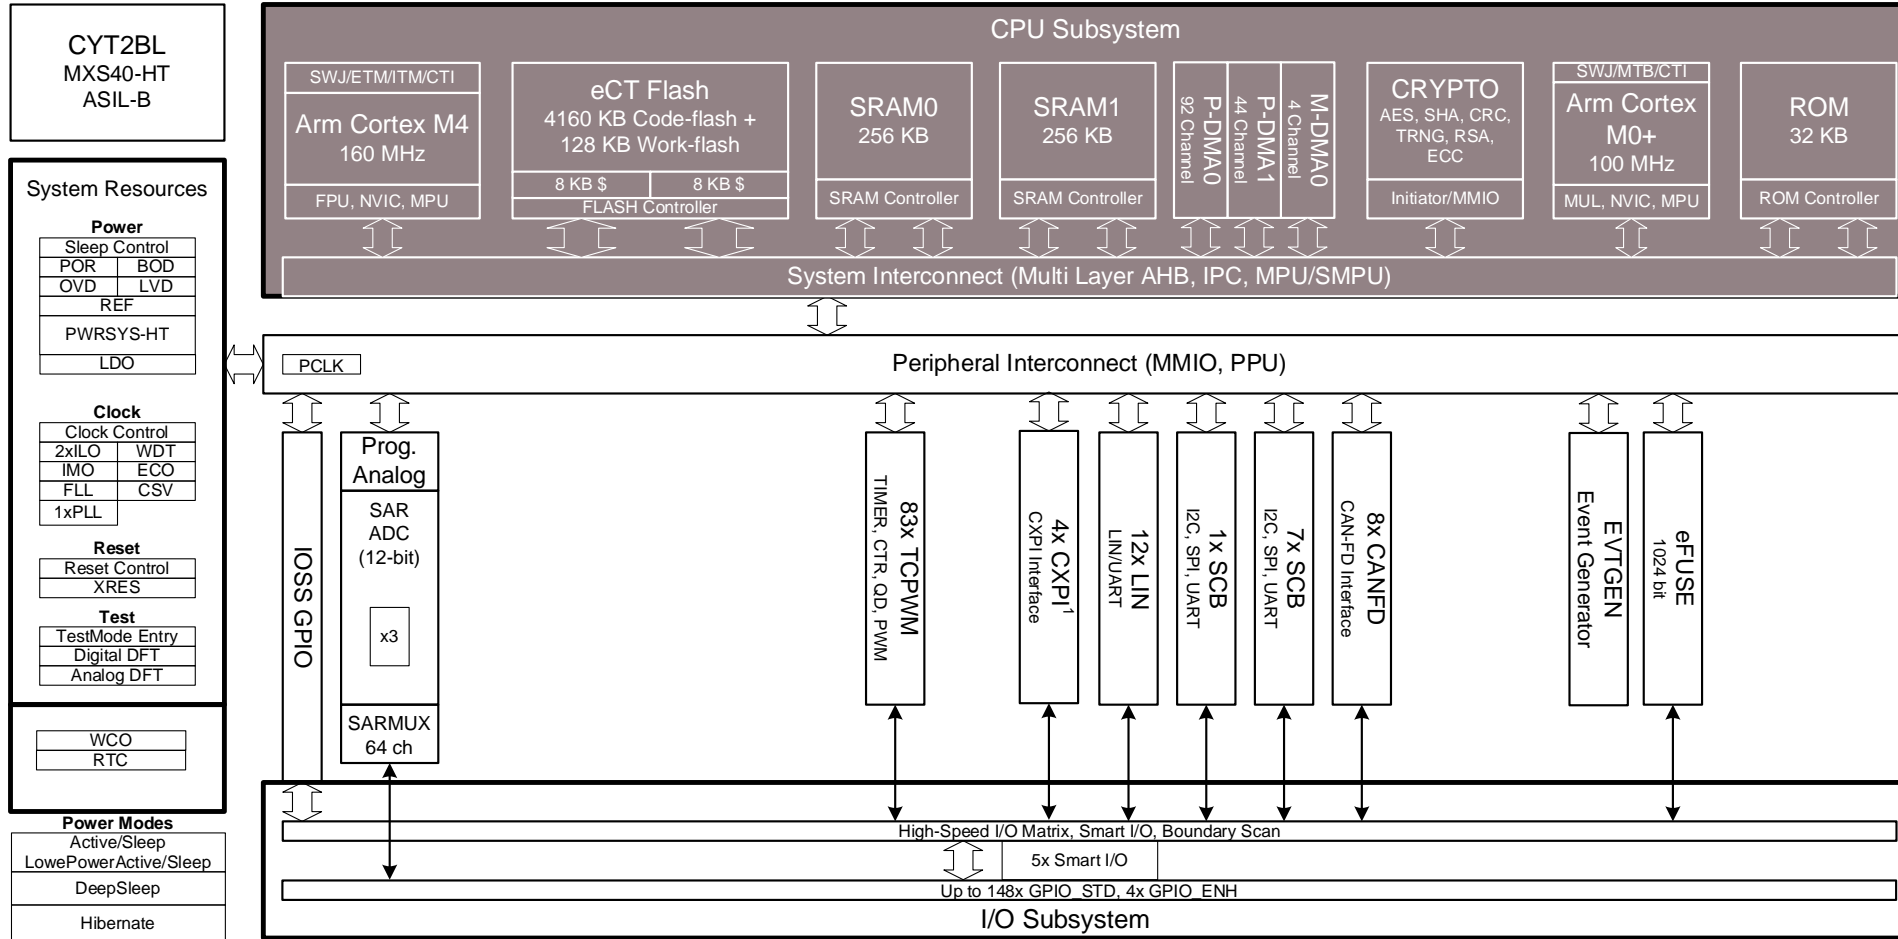 CYT2BL
MXS40-HT
ASIL-B
System Resources
Power
Sleep Control
POR
BOD
OVD
LVD
REF
PWRSYS-HT
LDO
Clock
Clock Control
2xILO
WDT
IMO
ECO
FLL
CSV
1xPLL
Reset
Reset Control
XRES
Test
TestMode Entry
Digital DFT
Analog DFT
WCO
RTC
Power Modes
Active/Sleep
LowePowerActive/Sleep
DeepSleep
Hibernate
CPU Subsystem
SWJ/ETM/ITM/CTI
Arm Cortex M4
160 MHz
FPU, NVIC, MPU
eCT Flash
4160 KB Code-flash +
128 KB Work-flash
8 KB $
8 KB $
FLASH Controller
SRAM0
256 KB
SRAM Controller
SRAM1
256 KB
SRAM Controller
P-DMA0
92 Channel
P-DMA1
44 Channel
M-DMA0
4 Channel
CRYPTO
AES, SHA, CRC,
TRNG, RSA,
ECC
Initiator/MMIO
SWJ/MTB/CTI
Arm Cortex
M0+
100 MHz
MUL, NVIC, MPU
ROM
32 KB
ROM Controller
System Interconnect (Multi Layer AHB, IPC, MPU/SMPU)
PCLK
Peripheral Interconnect (MMIO, PPU)
IOSS GPIO
Prog.
Analog
SAR
ADC
(12-bit)
x3
SARMUX
64 ch
83x TCPWM
TIMER, CTR, QD, PWM
4x CXPI¹
CXPI Interface
12x LIN
LIN/UART
1x SCB
I2C, SPI, UART
7x SCB
I2C, SPI, UART
8x CANFD
CAN-FD Interface
EVTGEN
Event Generator
eFUSE
1024 bit
High-Speed I/O Matrix, Smart I/O, Boundary Scan
5x Smart I/O
Up to 148x GPIO_STD, 4x GPIO_ENH
I/O Subsystem